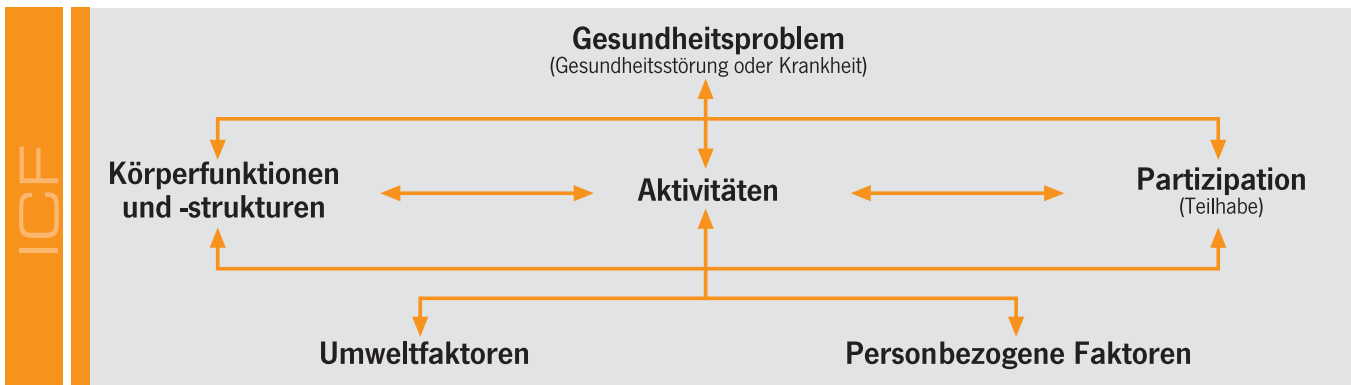 ICF
Gesundheitsproblem
(Gesundheitsstörung oder Krankheit)
Körperfunktionen
und -strukturen
Aktivitäten
Partizipation
(Teilhabe)
Umweltfaktoren
Personbezogene Faktoren